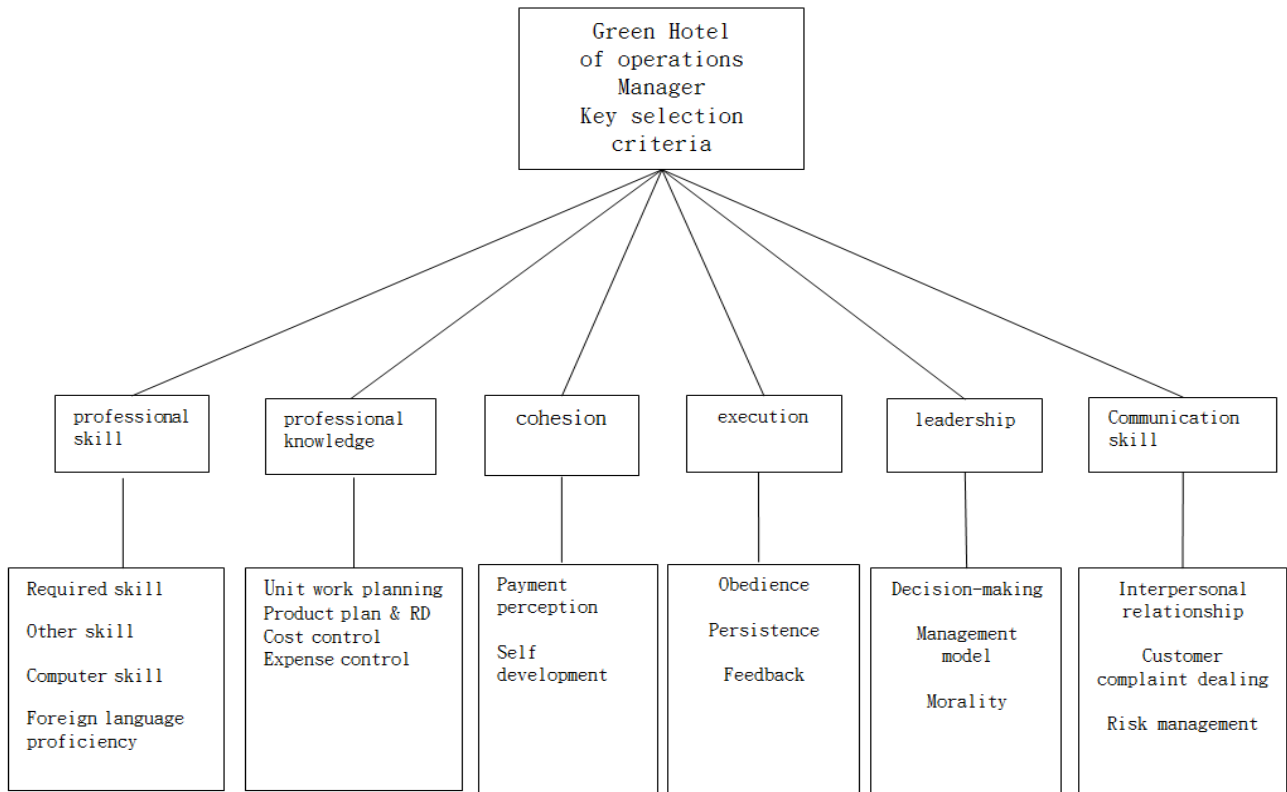 Green Hotel
of operations
Manager
Key selection
criteria
professional
skill
professional
knowledge
cohesion
execution
leadership
Communication
skill
Required skill
Other skill
Computer skill
Foreign language
proficiency
Unit work planning
Product plan & RD
Cost control
Expense control
Payment
perception
Self
development
Obedience
Persistence
Feedback
Decision-making
Management
model
Morality
Interpersonal
relationship
Customer
complaint dealing
Risk management